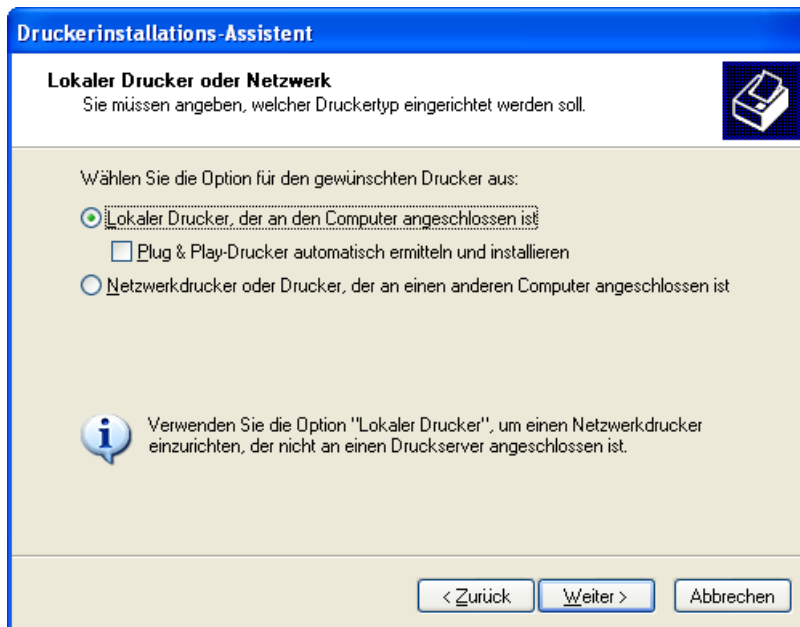 Druckerinstallations-Assistent
Lokaler Drucker oder Netzwerk
Sie müssen angeben, welcher Druckertyp eingerichtet werden soll.
Wählen Sie die Option für den gewünschten Drucker aus:
Lokaler Drucker, der an den Computer angeschlossen ist
Plug & Play-Drucker automatisch ermitteln und installieren
Netzwerkdrucker oder Drucker, der an einen anderen Computer angeschlossen ist
Verwenden Sie die Option "Lokaler Drucker", um einen Netzwerkdrucker
einzurichten, der nicht an einen Druckserver angeschlossen ist.
< Zurück Weiter > Abbrechen